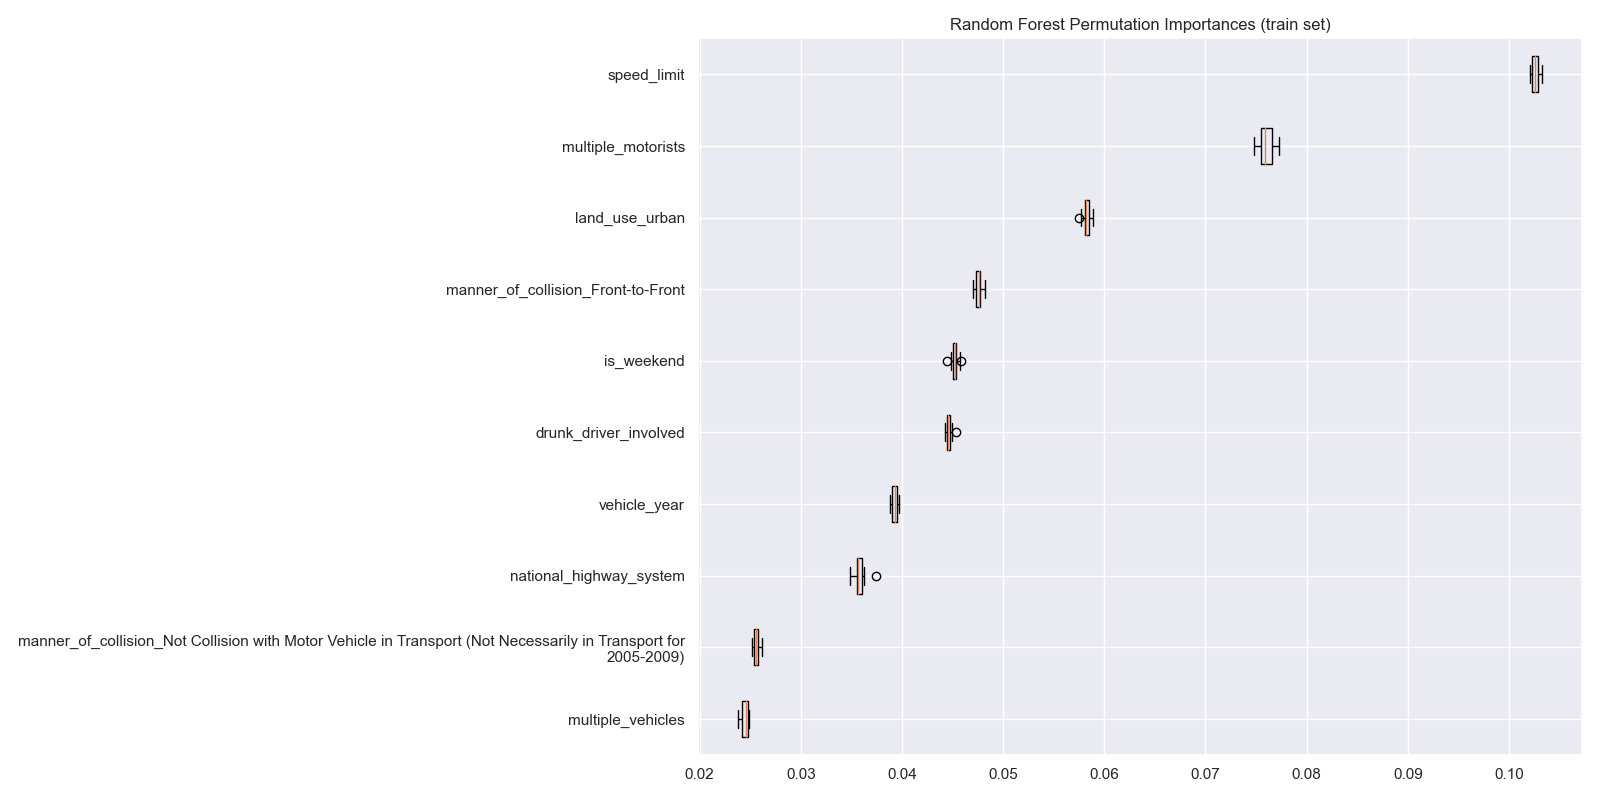 Random Forest Permutation Importances (train set)
speed_limit
multiple_motorists
land_use_urban
manner_of_collision_Front-to-Front
is_weekend
drunk_driver_involved
vehicle_year
national_highway_system
manner_of_collision_Not Collision with Motor Vehicle in Transport (Not Necessarily in Transport for
2005-2009)
multiple_vehicles
0.02 0.03 0.04 0.05 0.06 0.07 0.08 0.09 0.10